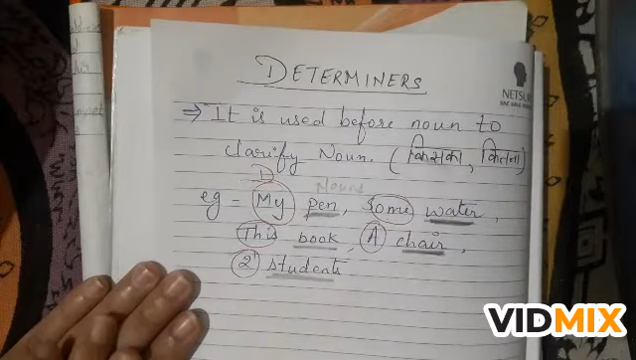 DETERMINERS
NETSU
⇒ It is used before noun to
clarify Noun. (किसका, कितना)
D Nouns
eg = My pen, Some water,
This book, A chair,
2 students
VIDMIX